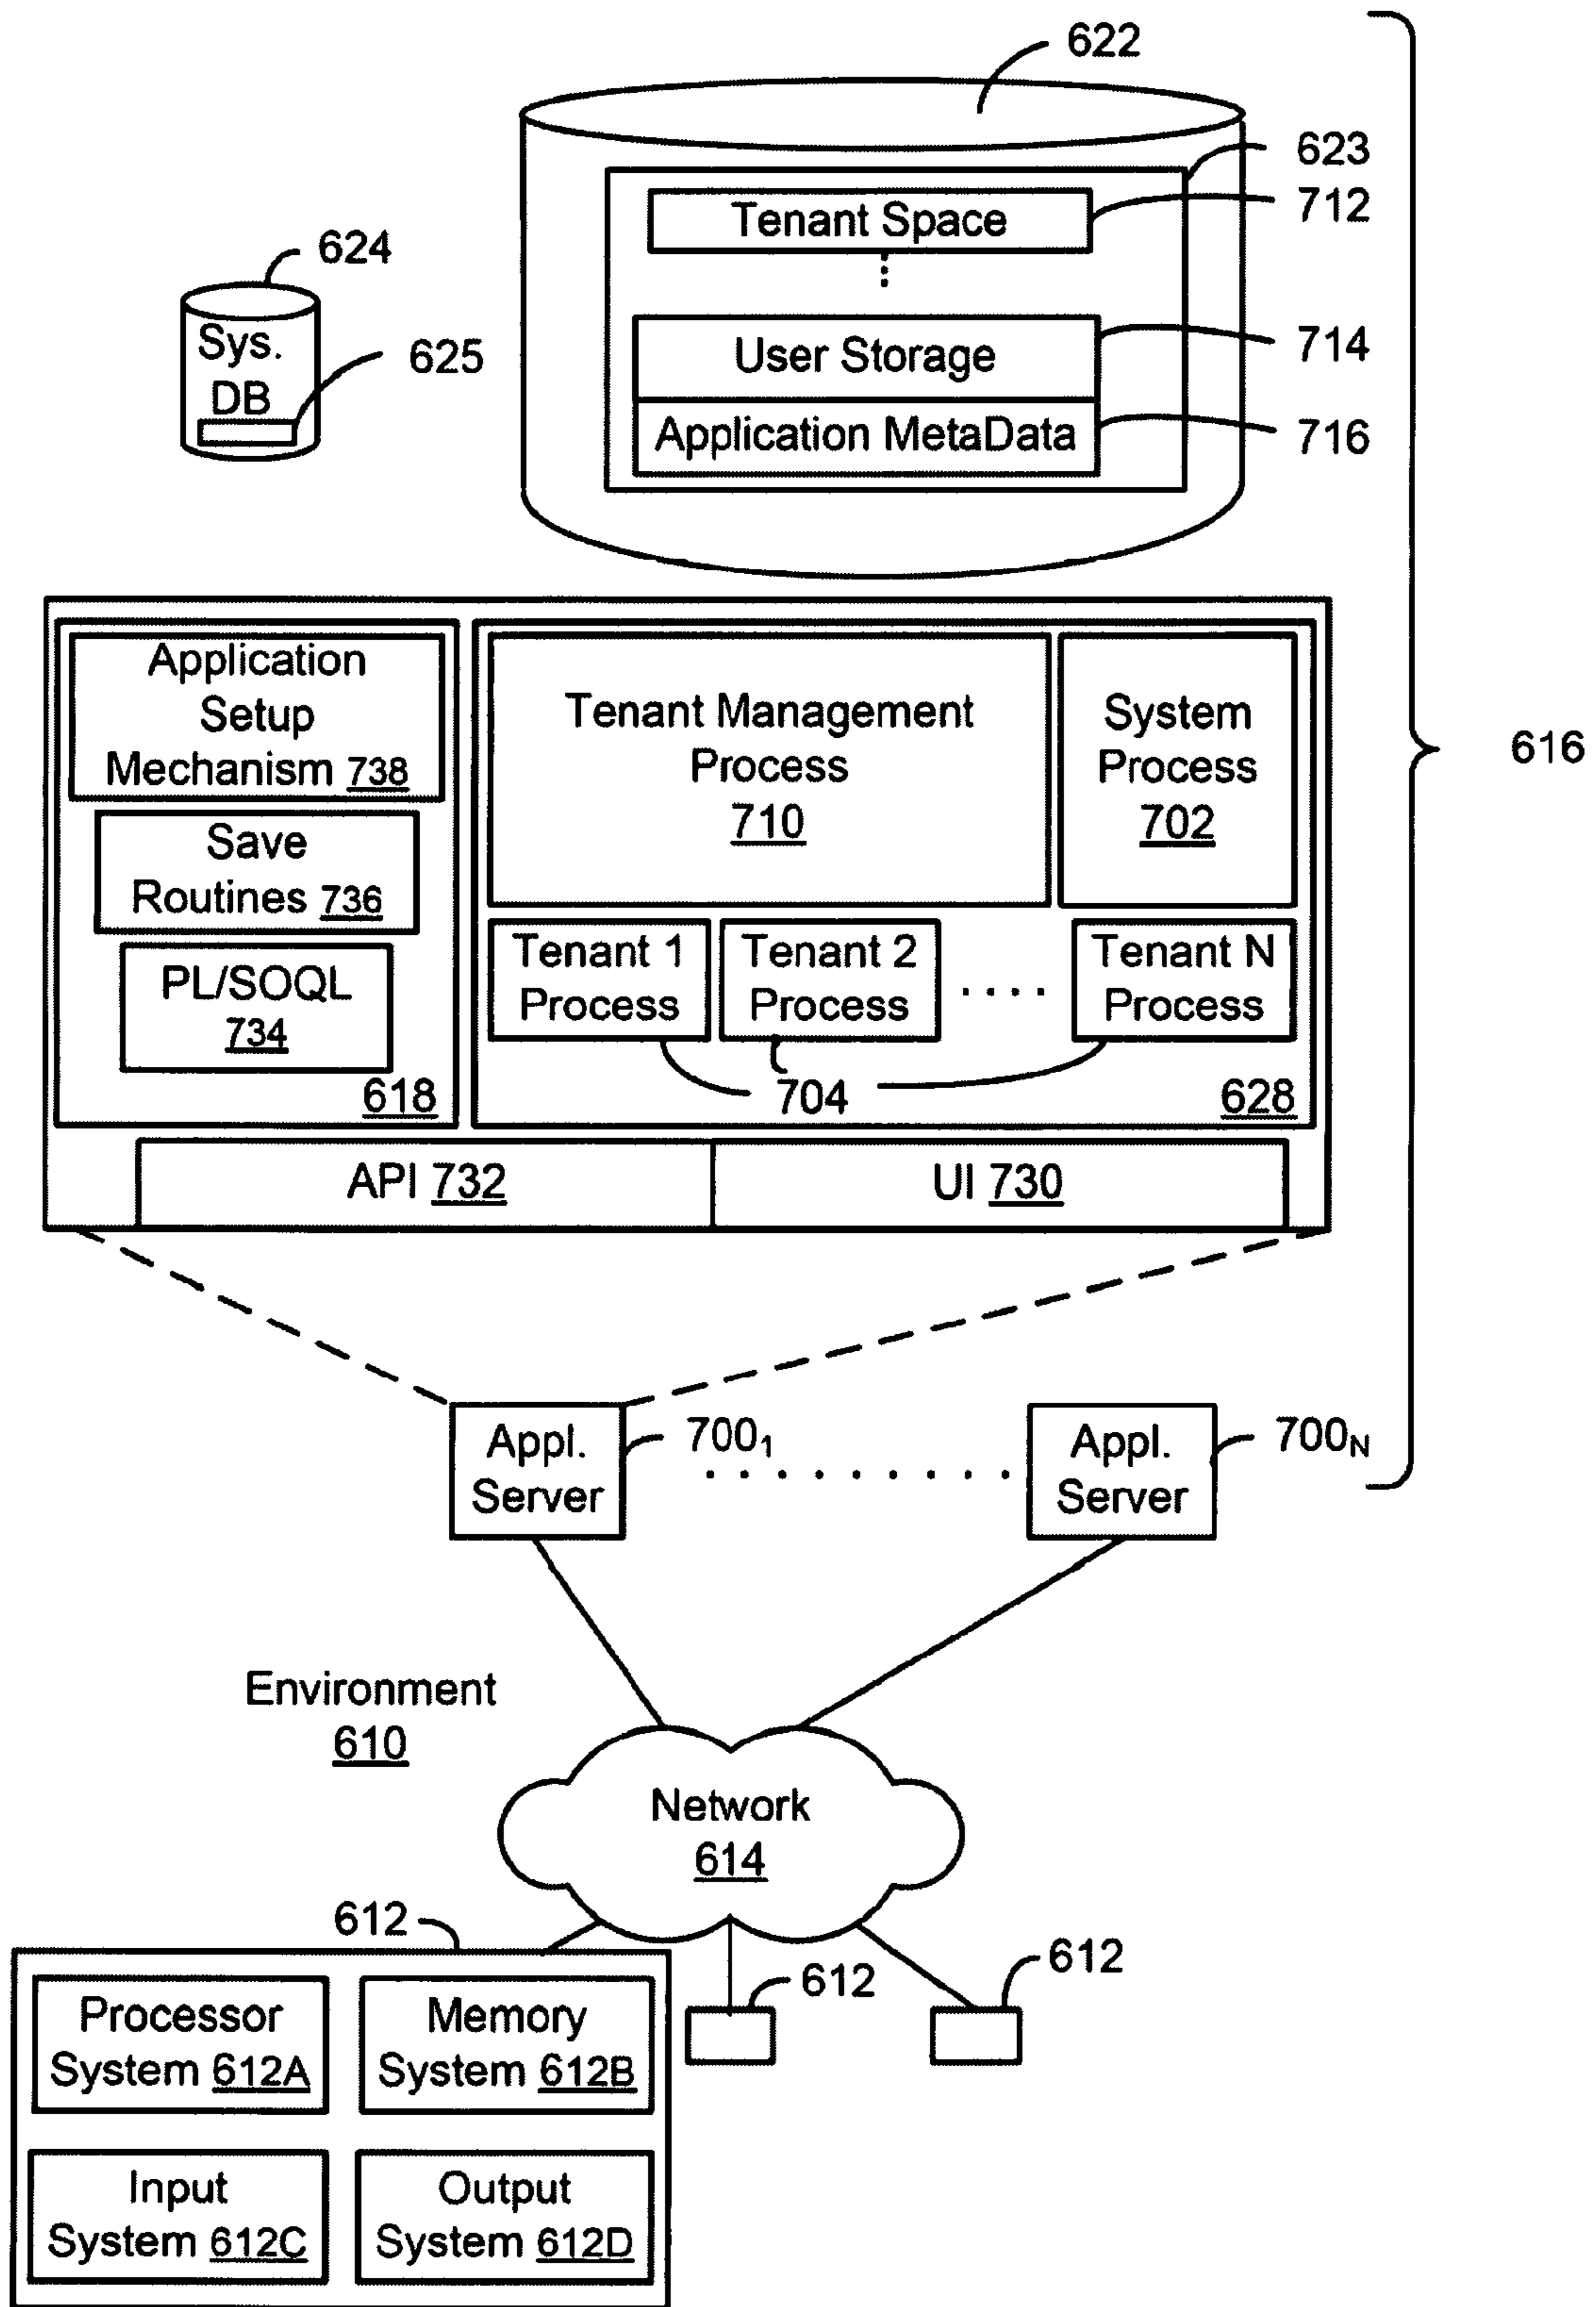 622
623
Tenant Space
712
624
Sys.
DB
625
User Storage
714
Application MetaData
716
616
Application
Setup
Mechanism 738
Save
Routines 736
PL/SOQL
734
618
Tenant Management
Process
710
System
Process
702
Tenant 1
Process
Tenant 2
Process
. . . .
Tenant N
Process
704
628
API 732
UI 730
Appl.
Server
700₁
. . . . . . . . . .
Appl.
Server
700N
Environment
610
Network
614
612
612
612
Processor
System 612A
Memory
System 612B
Input
System 612C
Output
System 612D